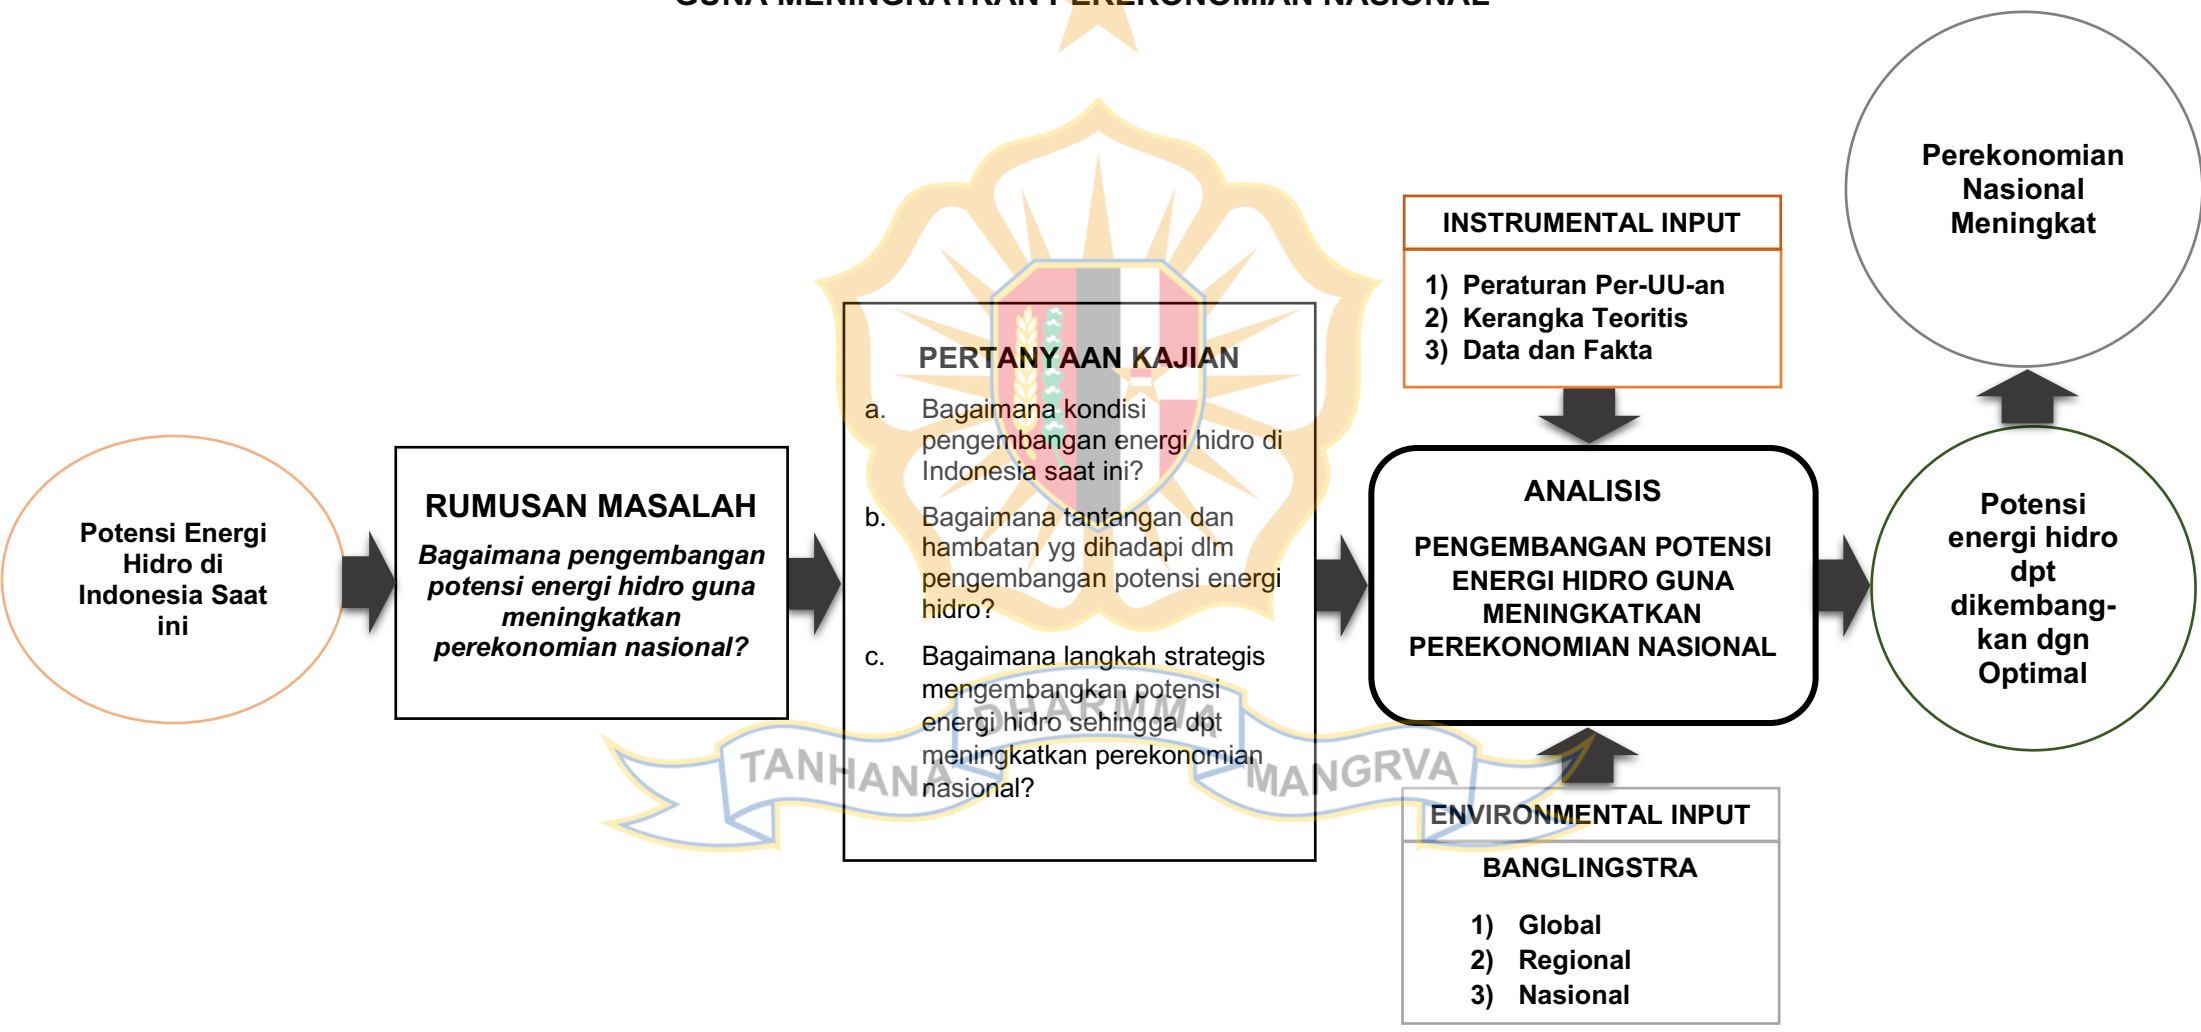 GUNA MENINGKATKAN PEREKONOMIAN NASIONAL
Potensi Energi
Hidro di
Indonesia Saat
ini
RUMUSAN MASALAH
Bagaimana pengembangan
potensi energi hidro guna
meningkatkan
perekonomian nasional?
PERTANYAAN KAJIAN
a. Bagaimana kondisi
pengembangan energi hidro di
Indonesia saat ini?
b. Bagaimana tantangan dan
hambatan yg dihadapi dlm
pengembangan potensi energi
hidro?
c. Bagaimana langkah strategis
mengembangkan potensi
energi hidro sehingga dpt
meningkatkan perekonomian
nasional?
TANHANA DHARMMA MANGRVA
INSTRUMENTAL INPUT
1) Peraturan Per-UU-an
2) Kerangka Teoritis
3) Data dan Fakta
ANALISIS
PENGEMBANGAN POTENSI
ENERGI HIDRO GUNA
MENINGKATKAN
PEREKONOMIAN NASIONAL
ENVIRONMENTAL INPUT
BANGLINGSTRA
1) Global
2) Regional
3) Nasional
Potensi
energi hidro
dpt
dikembang-
kan dgn
Optimal
Perekonomian
Nasional
Meningkat